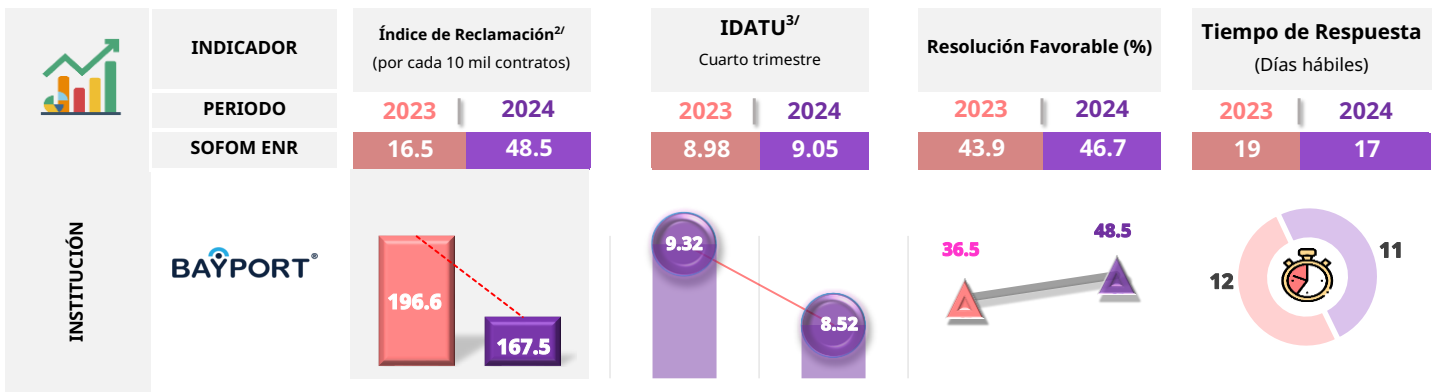 INDICADOR
Índice de Reclamación2/
(por cada 10 mil contratos)
IDATU3/
Cuarto trimestre
Resolución Favorable (%)
Tiempo de Respuesta
(Días hábiles)
PERIODO
2023 2024
2023 2024
2023 2024
2023 2024
SOFOM ENR
16.5 48.5
8.98 9.05
43.9 46.7
19 17
INSTITUCIÓN
BAYPORT®
196.6
167.5
9.32
8.52
36.5
48.5
12
11